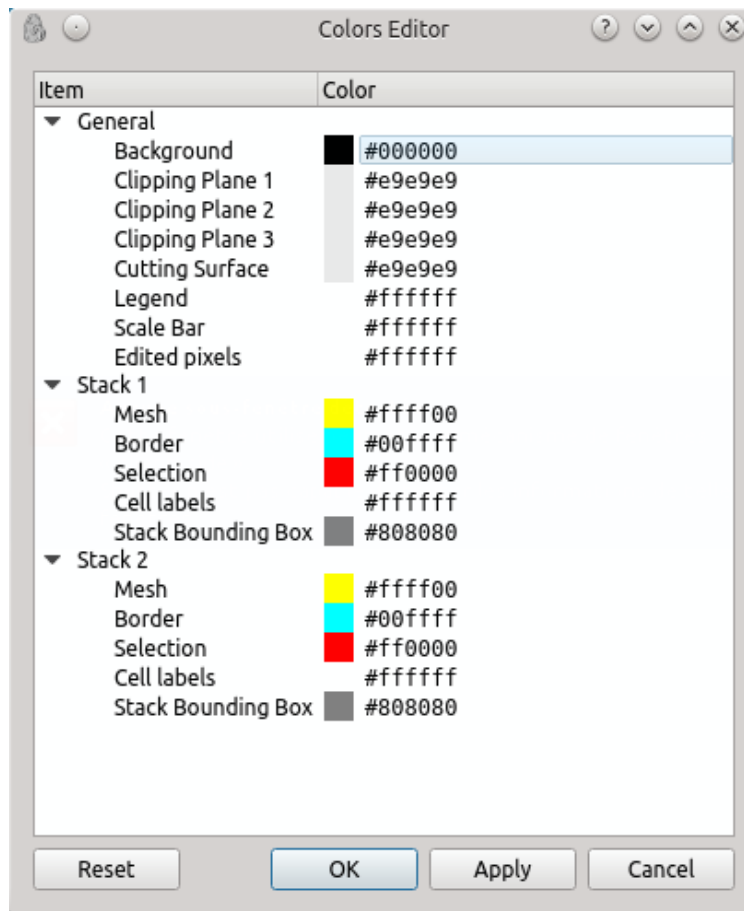 Colors Editor
Item Color
General
Background #000000
Clipping Plane 1 #e9e9e9
Clipping Plane 2 #e9e9e9
Clipping Plane 3 #e9e9e9
Cutting Surface #e9e9e9
Legend #ffffff
Scale Bar #ffffff
Edited pixels #ffffff
Stack 1
Mesh #ffff00
Border #00ffff
Selection #ff0000
Cell labels #ffffff
Stack Bounding Box #808080
Stack 2
Mesh #ffff00
Border #00ffff
Selection #ff0000
Cell labels #ffffff
Stack Bounding Box #808080
Reset OK Apply Cancel